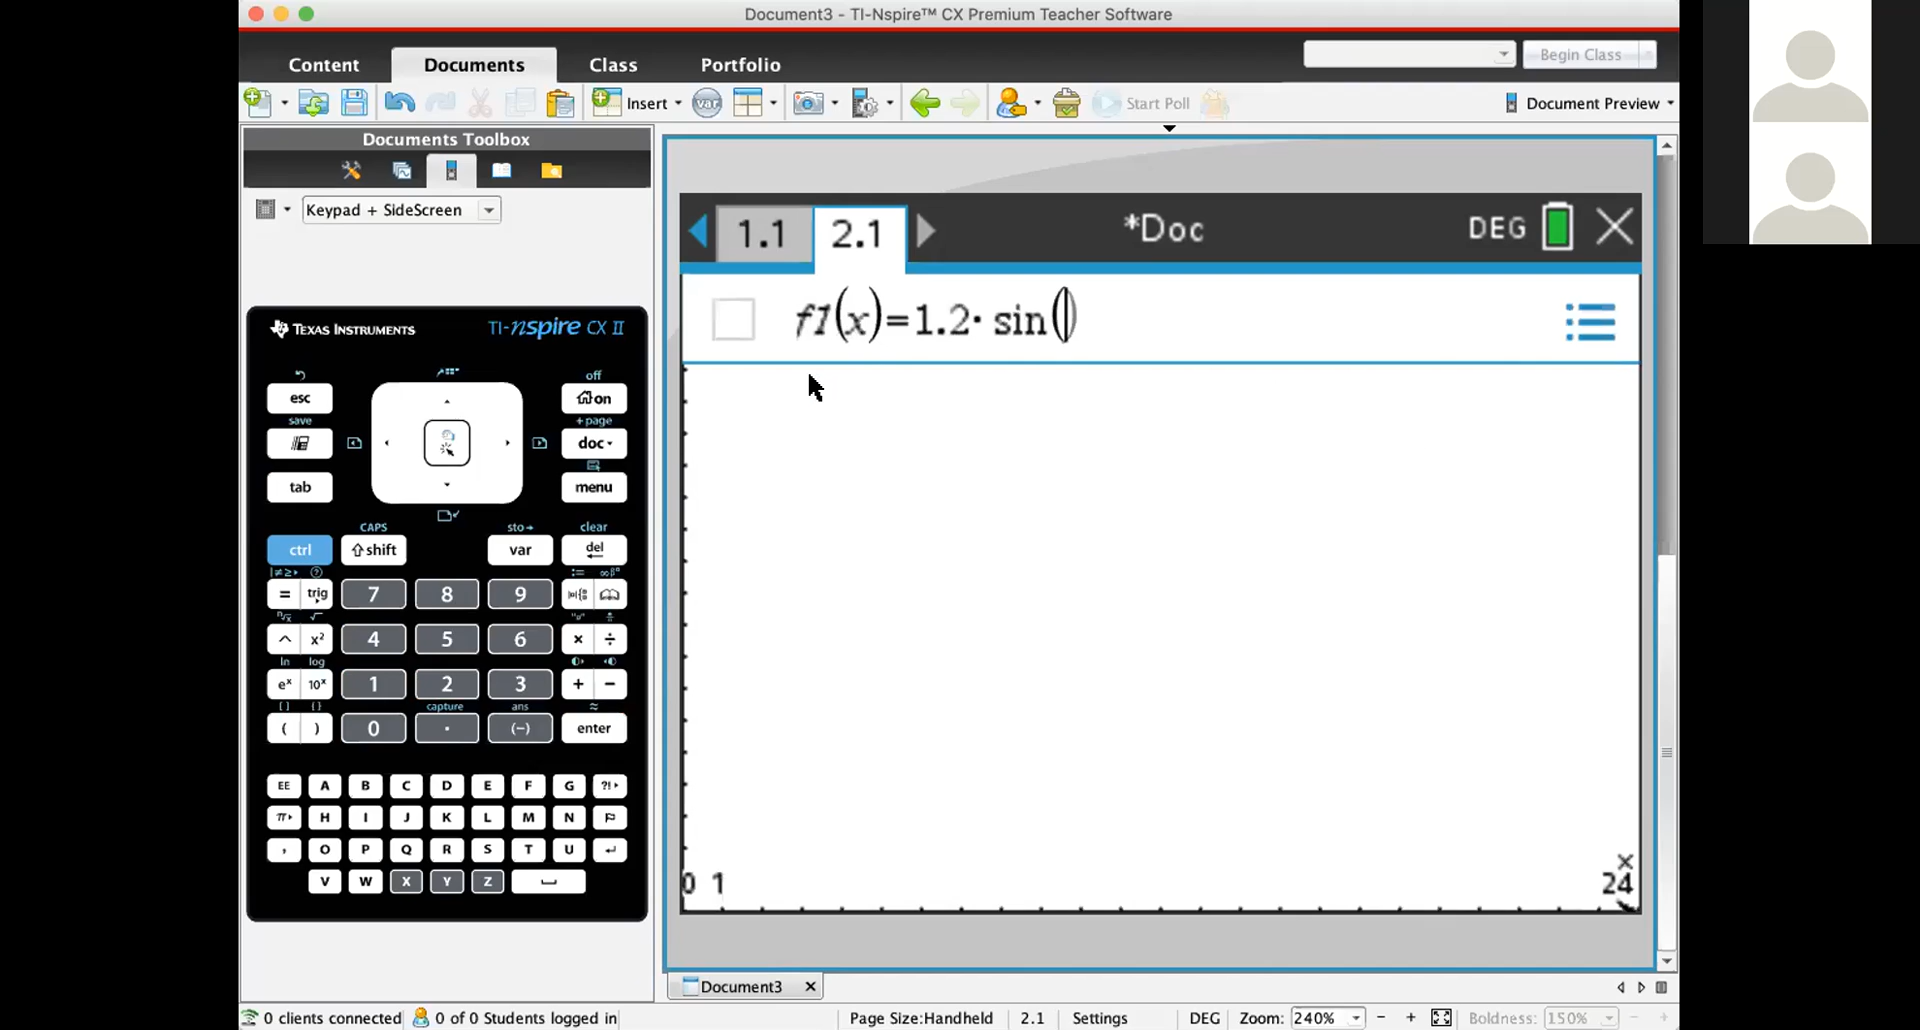 Document3 - TI-Nspire™ CX Premium Teacher Software
Content Documents Class Portfolio Begin Class
Insert var Start Poll Document Preview
Documents Toolbox
Keypad + SideScreen
1.1 2.1 *Doc DEG
f1(x)=1.2· sin()
TEXAS INSTRUMENTS TI-nspire CX II
off
esc on
save + page
doc
tab menu
CAPS sto→ clear
ctrl shift var del
= trig 7 8 9
^ x² 4 5 6 × ÷
ln log
eˣ 10ˣ 1 2 3 + −
[ ] { } capture ans ≈
( ) 0 . (−) enter
EE A B C D E F G ?!▸
π▸ H I J K L M N
, O P Q R S T U
V W X Y Z
x
0 1 24
Document3
0 clients connected 0 of 0 Students logged in Page Size:Handheld 2.1 Settings DEG Zoom: 240% − + Boldness: 150% − +